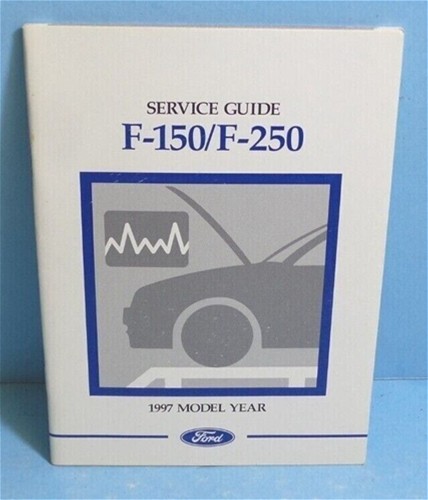 SERVICE GUIDE
F-150/F-250
1997 MODEL YEAR
Ford